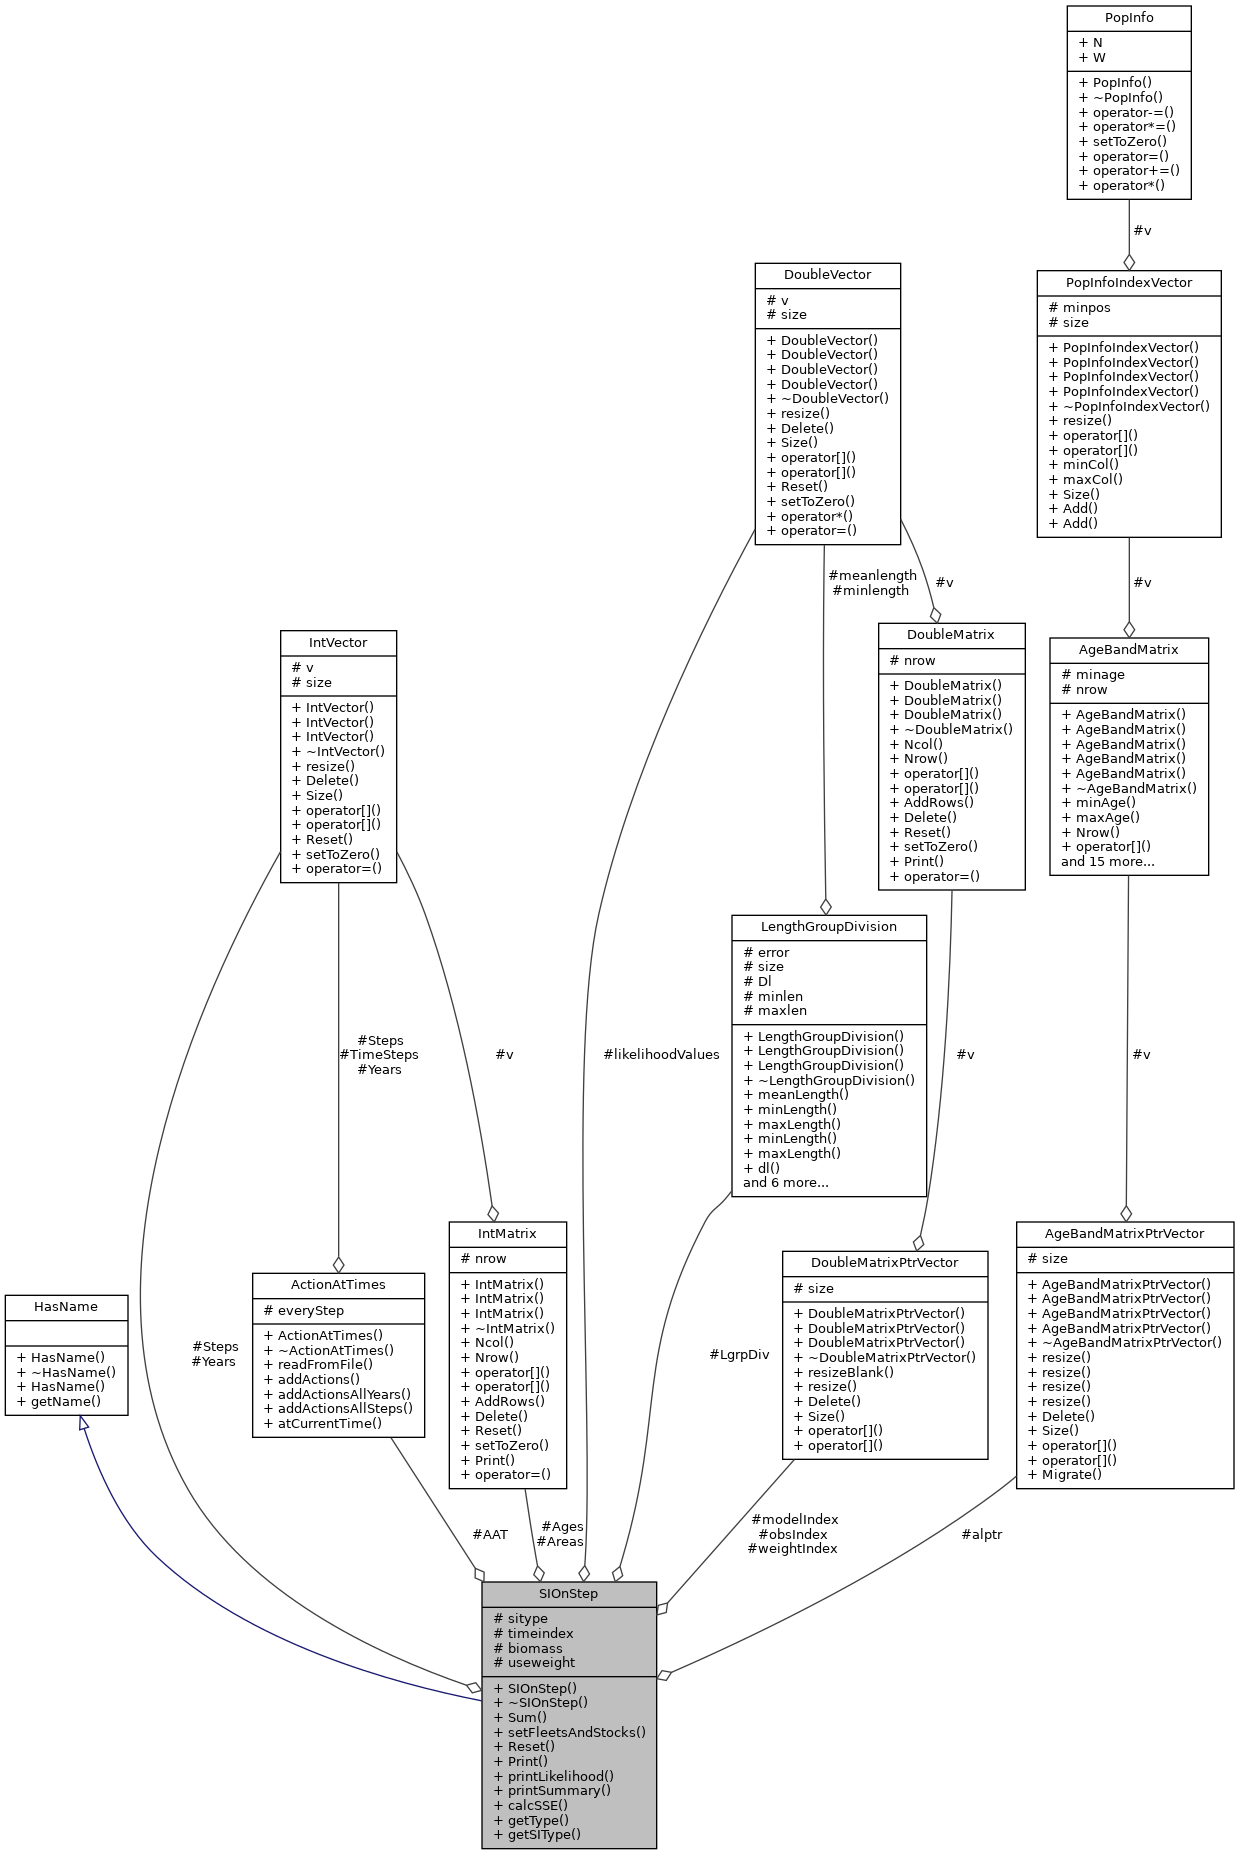 PopInfo
+ N
+ W
+ PopInfo()
+ ~PopInfo()
+ operator-=()
+ operator*=()
+ setToZero()
+ operator=()
+ operator+=()
+ operator*()
#v
PopInfoIndexVector
# minpos
# size
+ PopInfoIndexVector()
+ PopInfoIndexVector()
+ PopInfoIndexVector()
+ PopInfoIndexVector()
+ ~PopInfoIndexVector()
+ resize()
+ operator[]()
+ operator[]()
+ minCol()
+ maxCol()
+ Size()
+ Add()
+ Add()
#v
DoubleVector
# v
# size
+ DoubleVector()
+ DoubleVector()
+ DoubleVector()
+ DoubleVector()
+ ~DoubleVector()
+ resize()
+ Delete()
+ Size()
+ operator[]()
+ operator[]()
+ Reset()
+ setToZero()
+ operator*()
+ operator=()
#meanlength
#minlength
#v
IntVector
# v
# size
+ IntVector()
+ IntVector()
+ IntVector()
+ ~IntVector()
+ resize()
+ Delete()
+ Size()
+ operator[]()
+ operator[]()
+ Reset()
+ setToZero()
+ operator=()
DoubleMatrix
# nrow
+ DoubleMatrix()
+ DoubleMatrix()
+ DoubleMatrix()
+ ~DoubleMatrix()
+ Ncol()
+ Nrow()
+ operator[]()
+ operator[]()
+ AddRows()
+ Delete()
+ Reset()
+ setToZero()
+ Print()
+ operator=()
AgeBandMatrix
# minage
# nrow
+ AgeBandMatrix()
+ AgeBandMatrix()
+ AgeBandMatrix()
+ AgeBandMatrix()
+ AgeBandMatrix()
+ ~AgeBandMatrix()
+ minAge()
+ maxAge()
+ Nrow()
+ operator[]()
and 15 more...
LengthGroupDivision
# error
# size
# Dl
# minlen
# maxlen
+ LengthGroupDivision()
+ LengthGroupDivision()
+ LengthGroupDivision()
+ ~LengthGroupDivision()
+ meanLength()
+ minLength()
+ maxLength()
+ minLength()
+ maxLength()
+ dl()
and 6 more...
#Steps
#TimeSteps
#Years
#v
#likelihoodValues
#v
#v
HasName
+ HasName()
+ ~HasName()
+ HasName()
+ getName()
#Steps
#Years
ActionAtTimes
# everyStep
+ ActionAtTimes()
+ ~ActionAtTimes()
+ readFromFile()
+ addActions()
+ addActionsAllYears()
+ addActionsAllSteps()
+ atCurrentTime()
IntMatrix
# nrow
+ IntMatrix()
+ IntMatrix()
+ IntMatrix()
+ ~IntMatrix()
+ Ncol()
+ Nrow()
+ operator[]()
+ operator[]()
+ AddRows()
+ Delete()
+ Reset()
+ setToZero()
+ Print()
+ operator=()
#LgrpDiv
DoubleMatrixPtrVector
# size
+ DoubleMatrixPtrVector()
+ DoubleMatrixPtrVector()
+ DoubleMatrixPtrVector()
+ ~DoubleMatrixPtrVector()
+ resizeBlank()
+ resize()
+ Delete()
+ Size()
+ operator[]()
+ operator[]()
AgeBandMatrixPtrVector
# size
+ AgeBandMatrixPtrVector()
+ AgeBandMatrixPtrVector()
+ AgeBandMatrixPtrVector()
+ AgeBandMatrixPtrVector()
+ ~AgeBandMatrixPtrVector()
+ resize()
+ resize()
+ resize()
+ resize()
+ Delete()
+ Size()
+ operator[]()
+ operator[]()
+ Migrate()
#AAT
#Ages
#Areas
#modelIndex
#obsIndex
#weightIndex
#alptr
SIOnStep
# sitype
# timeindex
# biomass
# useweight
+ SIOnStep()
+ ~SIOnStep()
+ Sum()
+ setFleetsAndStocks()
+ Reset()
+ Print()
+ printLikelihood()
+ printSummary()
+ calcSSE()
+ getType()
+ getSIType()